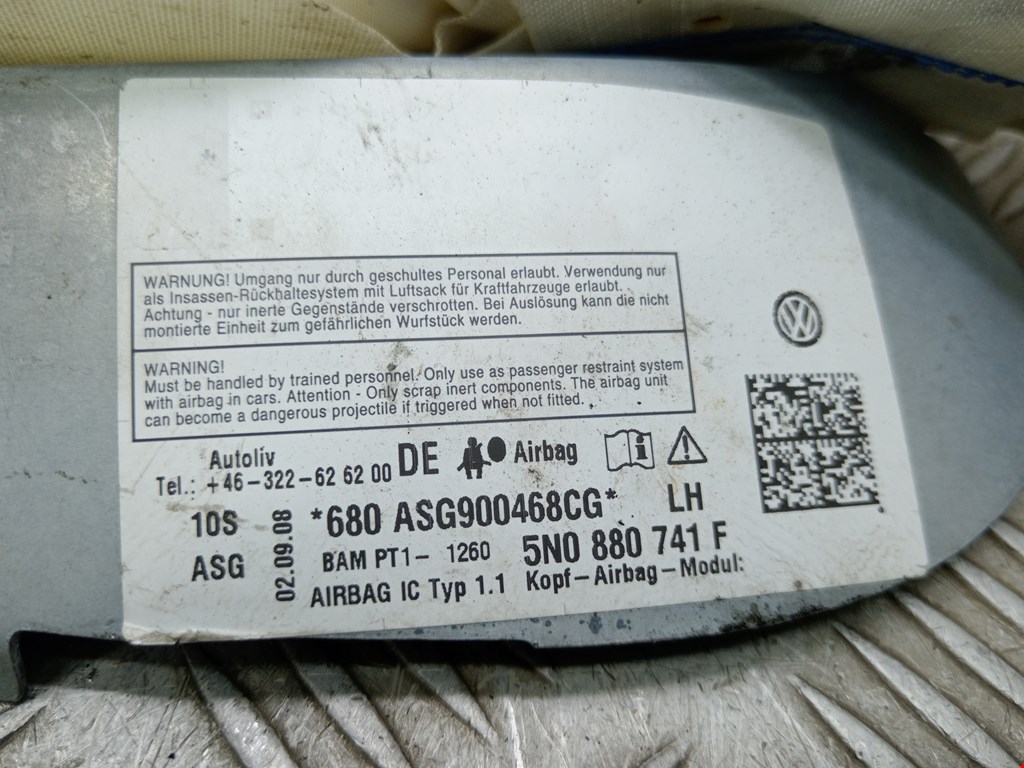 WARNUNG! Umgang nur durch geschultes Personal erlaubt. Verwendung nur
als Insassen-Rückhaltesystem mit Luftsack für Kraftfahrzeuge erlaubt.
Achtung - nur inerte Gegenstände verschrotten. Bei Auslösung kann die nicht
montierte Einheit zum gefährlichen Wurfstück werden.
WARNING!
Must be handled by trained personnel. Only use as passenger restraint system
with airbag in cars. Attention - Only scrap inert components. The airbag unit
can become a dangerous projectile if triggered when not fitted.
Autoliv
Tel.: +46-322-62 62 00 DE Airbag
10S 02.09.08 *680 ASG900468CG* LH
ASG BAM PT1- 1260 5N0 880 741 F
AIRBAG IC Typ 1.1 Kopf-Airbag-Modul: